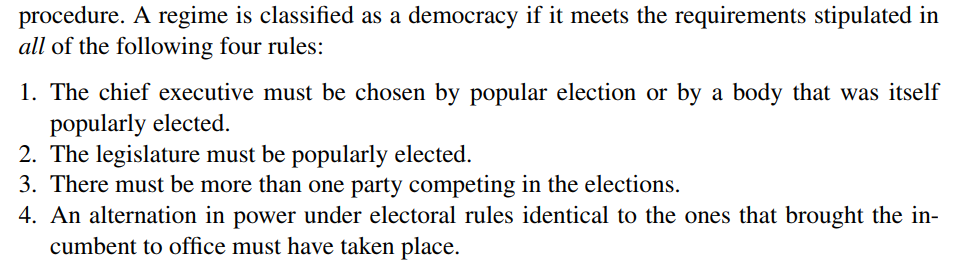 procedure. A regime is classified as a democracy if it meets the requirements stipulated in
all of the following four rules:
1. The chief executive must be chosen by popular election or by a body that was itself
popularly elected.
2. The legislature must be popularly elected.
3. There must be more than one party competing in the elections.
4. An alternation in power under electoral rules identical to the ones that brought the in-
cumbent to office must have taken place.